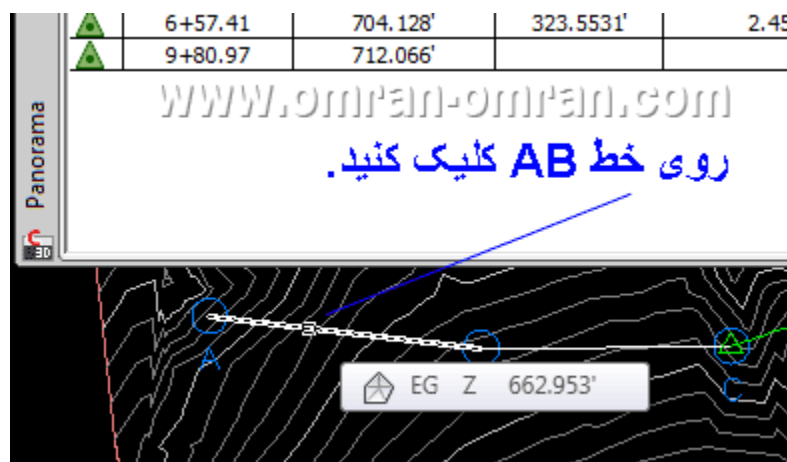 6+57.41 704.128' 323.5531' 2.45
9+80.97 712.066'
www.omran-omran.com
روی خط AB کلیک کنید.
Panorama
3D
A
C
EG Z 662.953'